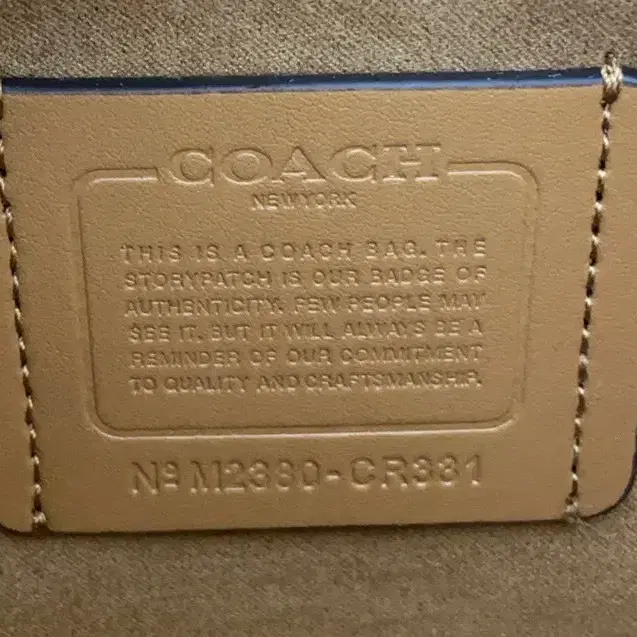 COACH
NEW YORK
THIS IS A COACH BAG. THE
STORYPATCH IS OUR BADGE OF
AUTHENTICITY. FEW PEOPLE MAY
SEE IT. BUT IT WILL ALWAYS BE A
REMINDER OF OUR COMMITMENT
TO QUALITY AND CRAFTSMANSHIP.
Nº M2380-CR381